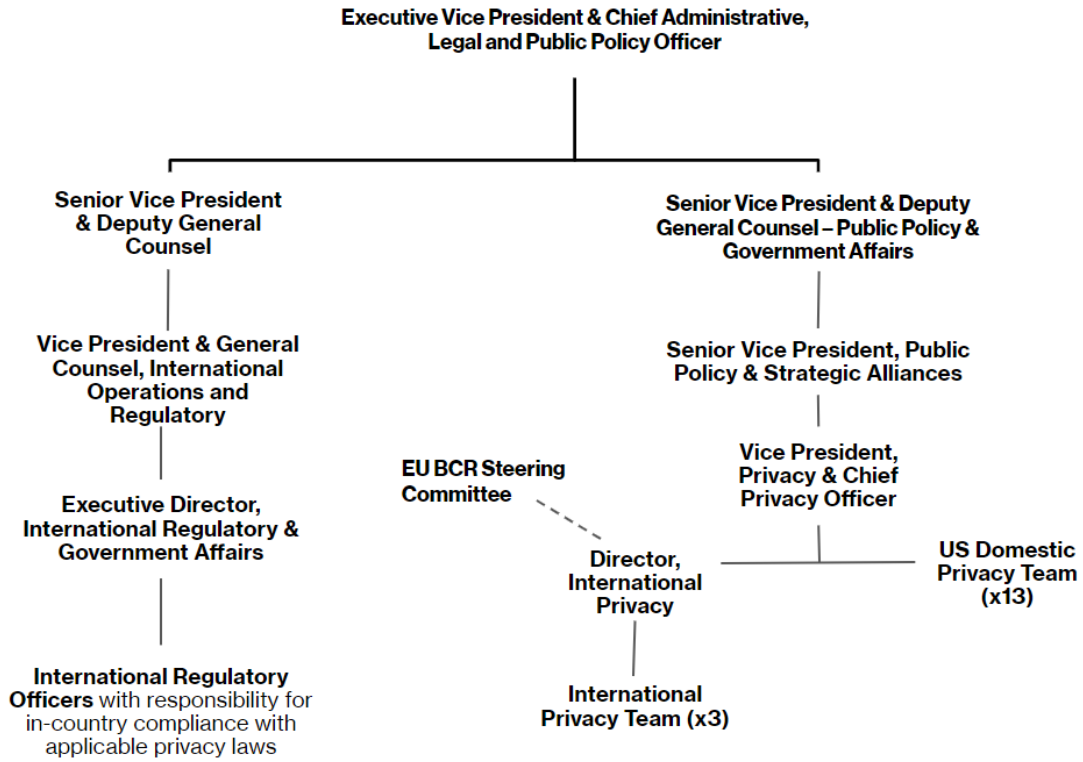 Executive Vice President & Chief Administrative,
Legal and Public Policy Officer
Senior Vice President
& Deputy General
Counsel
Senior Vice President & Deputy
General Counsel – Public Policy &
Government Affairs
Vice President & General
Counsel, International
Operations and
Regulatory
Senior Vice President, Public
Policy & Strategic Alliances
Vice President,
Privacy & Chief
Privacy Officer
EU BCR Steering
Committee
Executive Director,
International Regulatory &
Government Affairs
Director,
International
Privacy
US Domestic
Privacy Team
(x13)
International Regulatory
Officers with responsibility for
in-country compliance with
applicable privacy laws
International
Privacy Team (x3)